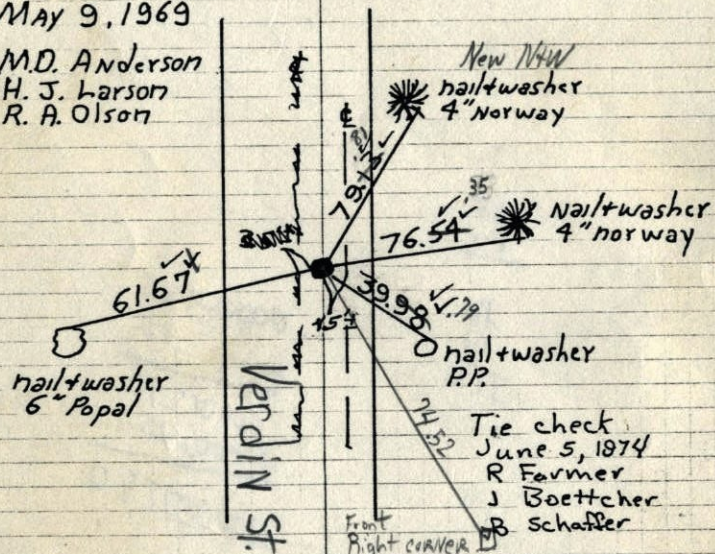 May 9, 1969
M.D. Anderson
H. J. Larson
R. A. Olson
New N+W
nail+washer
4" Norway
¢
.81
35
76.54
Nail+washer
4" norway
61.67
39.98
.79
nail+washer
6" Popal
nail+washer
P.P.
Verdin St.
74.52
Tie check
June 5, 1974
R Farmer
J Boettcher
B Schaffer
Front
Right corner